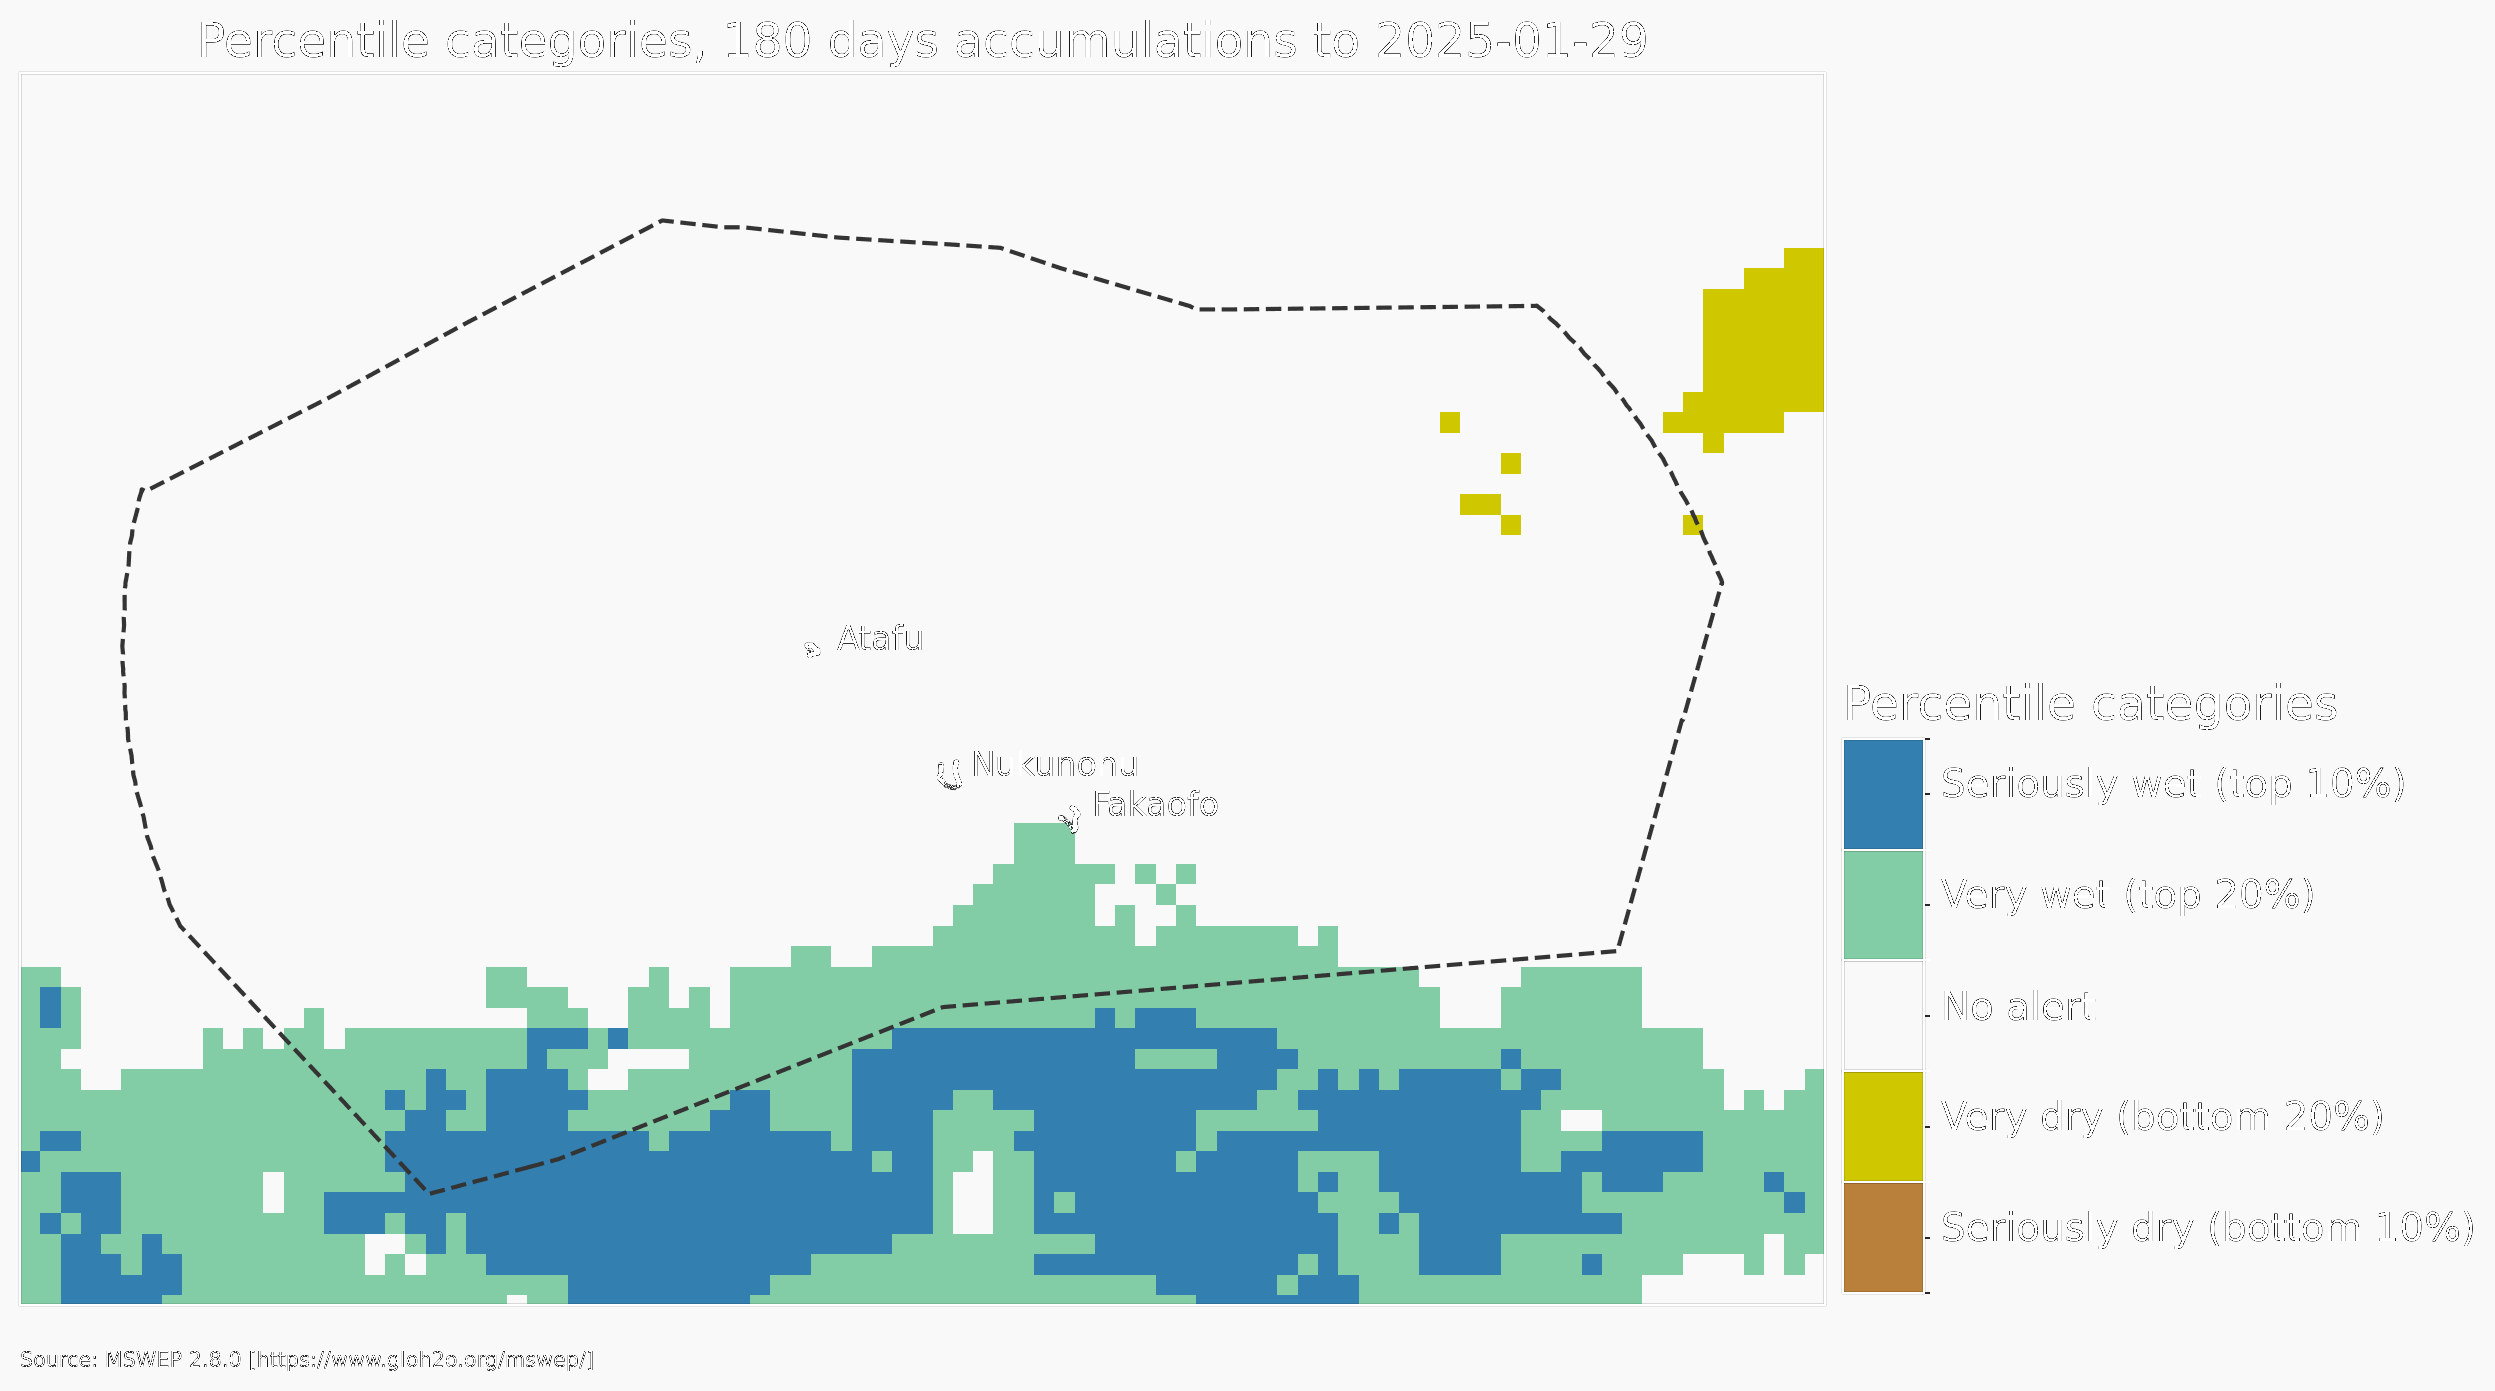 Percentile categories, 180 days accumulations to 2025-01-29
Atafu
Nukunonu
Fakaofo
Percentile categories
Seriously wet (top 10%)
Very wet (top 20%)
No alert
Very dry (bottom 20%)
Seriously dry (bottom 10%)
Source: MSWEP 2.8.0 [https://www.gloh2o.org/mswep/]